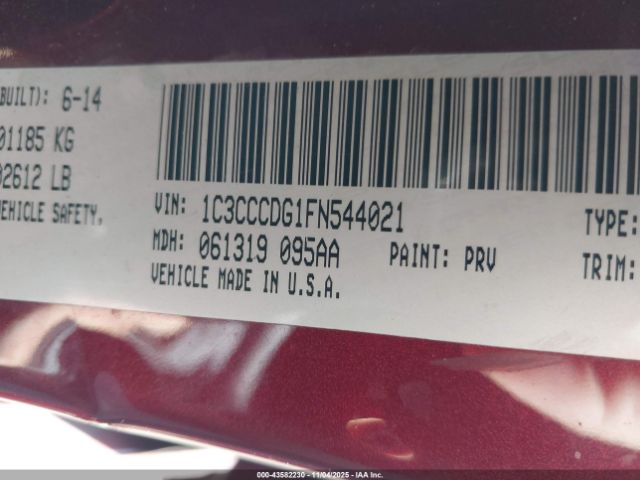 BUILT): 6-14
01185 KG
02612 LB
VEHICLE SAFETY.
VIN: 1C3CCCDG1FN544021
MDH: 061319 095AA
PAINT: PRV
VEHICLE MADE IN U.S.A.
TYPE:
TRIM:
000-43582230 - 11/04/2025 - IAA Inc.